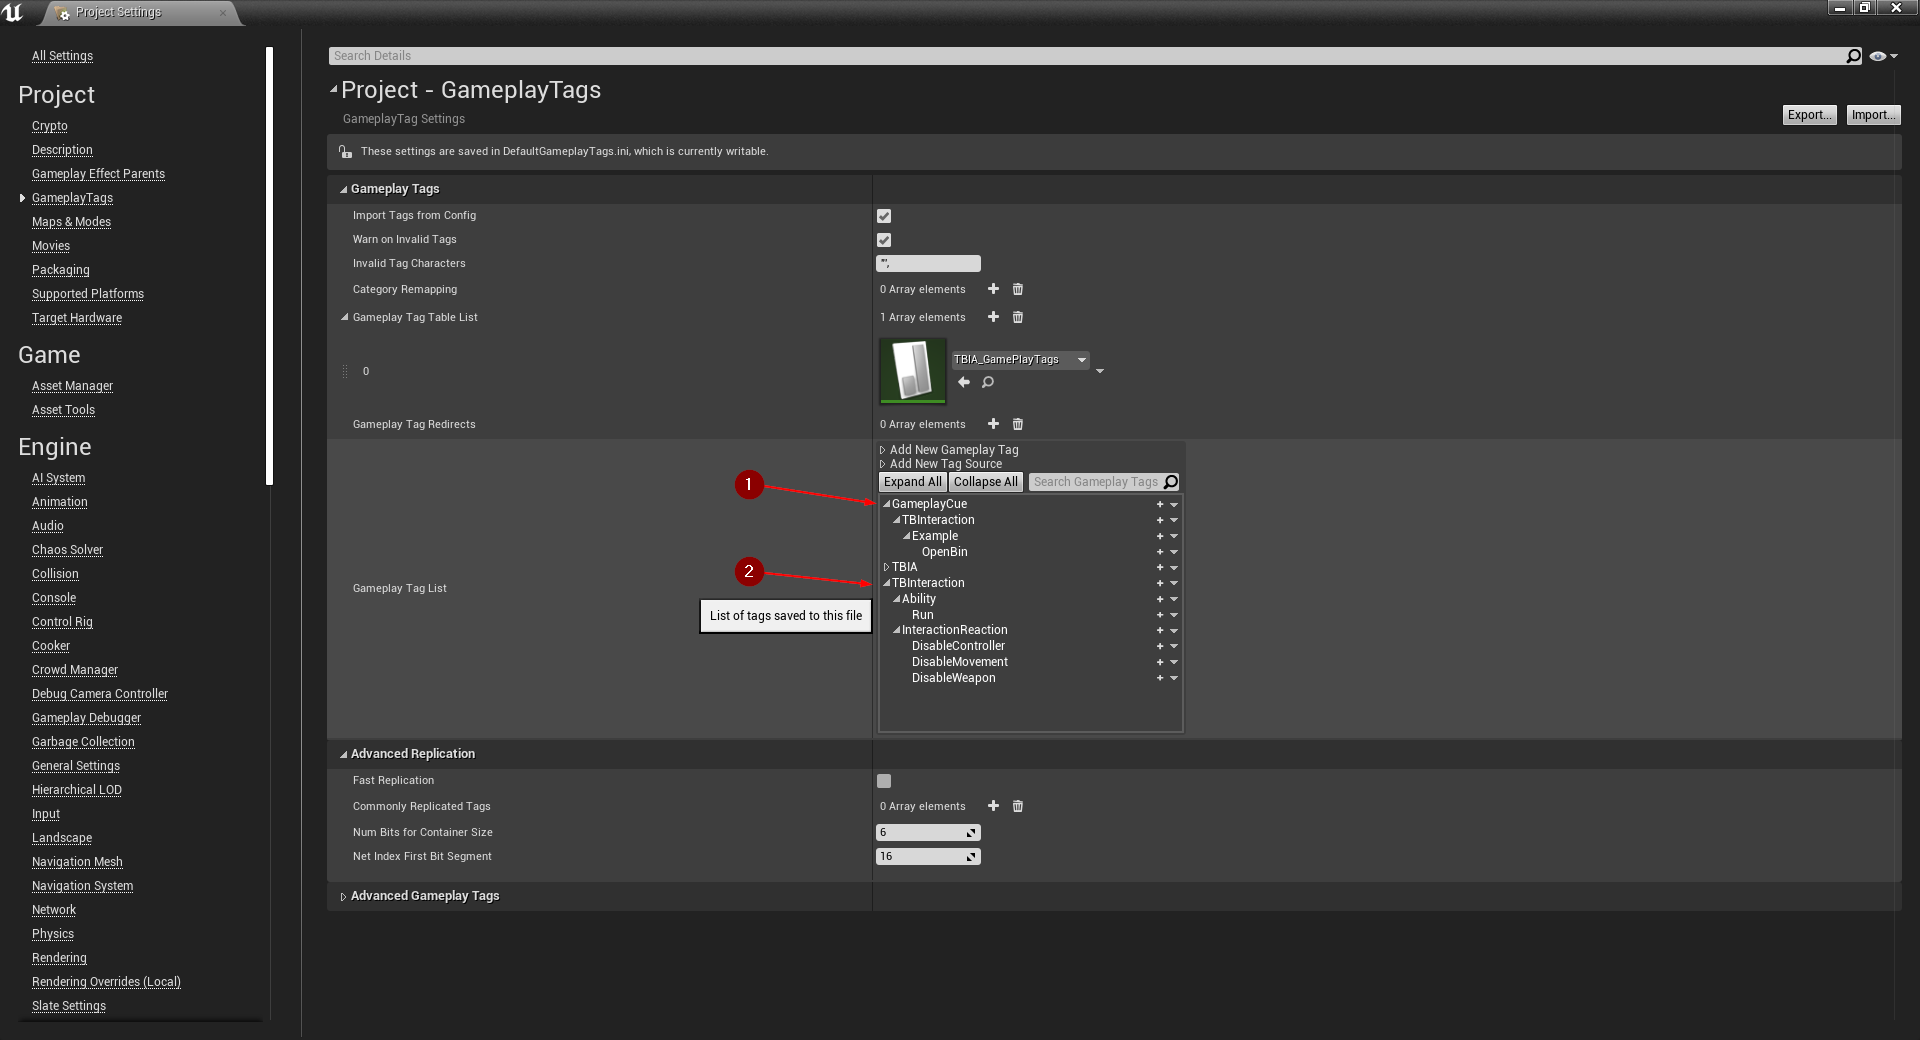 Project Settings
All Settings
Project
Crypto
Description
Gameplay Effect Parents
GameplayTags
Maps & Modes
Movies
Packaging
Supported Platforms
Target Hardware
Game
Asset Manager
Asset Tools
Engine
AI System
Animation
Audio
Chaos Solver
Collision
Console
Control Rig
Cooker
Crowd Manager
Debug Camera Controller
Gameplay Debugger
Garbage Collection
General Settings
Hierarchical LOD
Input
Landscape
Navigation Mesh
Navigation System
Network
Physics
Rendering
Rendering Overrides (Local)
Slate Settings
Search Details
Project - GameplayTags
GameplayTag Settings
Export... Import...
These settings are saved in DefaultGameplayTags.ini, which is currently writable.
Gameplay Tags
Import Tags from Config
Warn on Invalid Tags
Invalid Tag Characters "',
Category Remapping 0 Array elements
Gameplay Tag Table List 1 Array elements
0 TBIA_GamePlayTags
Gameplay Tag Redirects 0 Array elements
Gameplay Tag List
Add New Gameplay Tag
Add New Tag Source
Expand All Collapse All Search Gameplay Tags
1
GameplayCue
TBInteraction
Example
OpenBin
TBIA
2
TBInteraction
Ability
Run
InteractionReaction
DisableController
DisableMovement
DisableWeapon
List of tags saved to this file
Advanced Replication
Fast Replication
Commonly Replicated Tags 0 Array elements
Num Bits for Container Size 6
Net Index First Bit Segment 16
Advanced Gameplay Tags